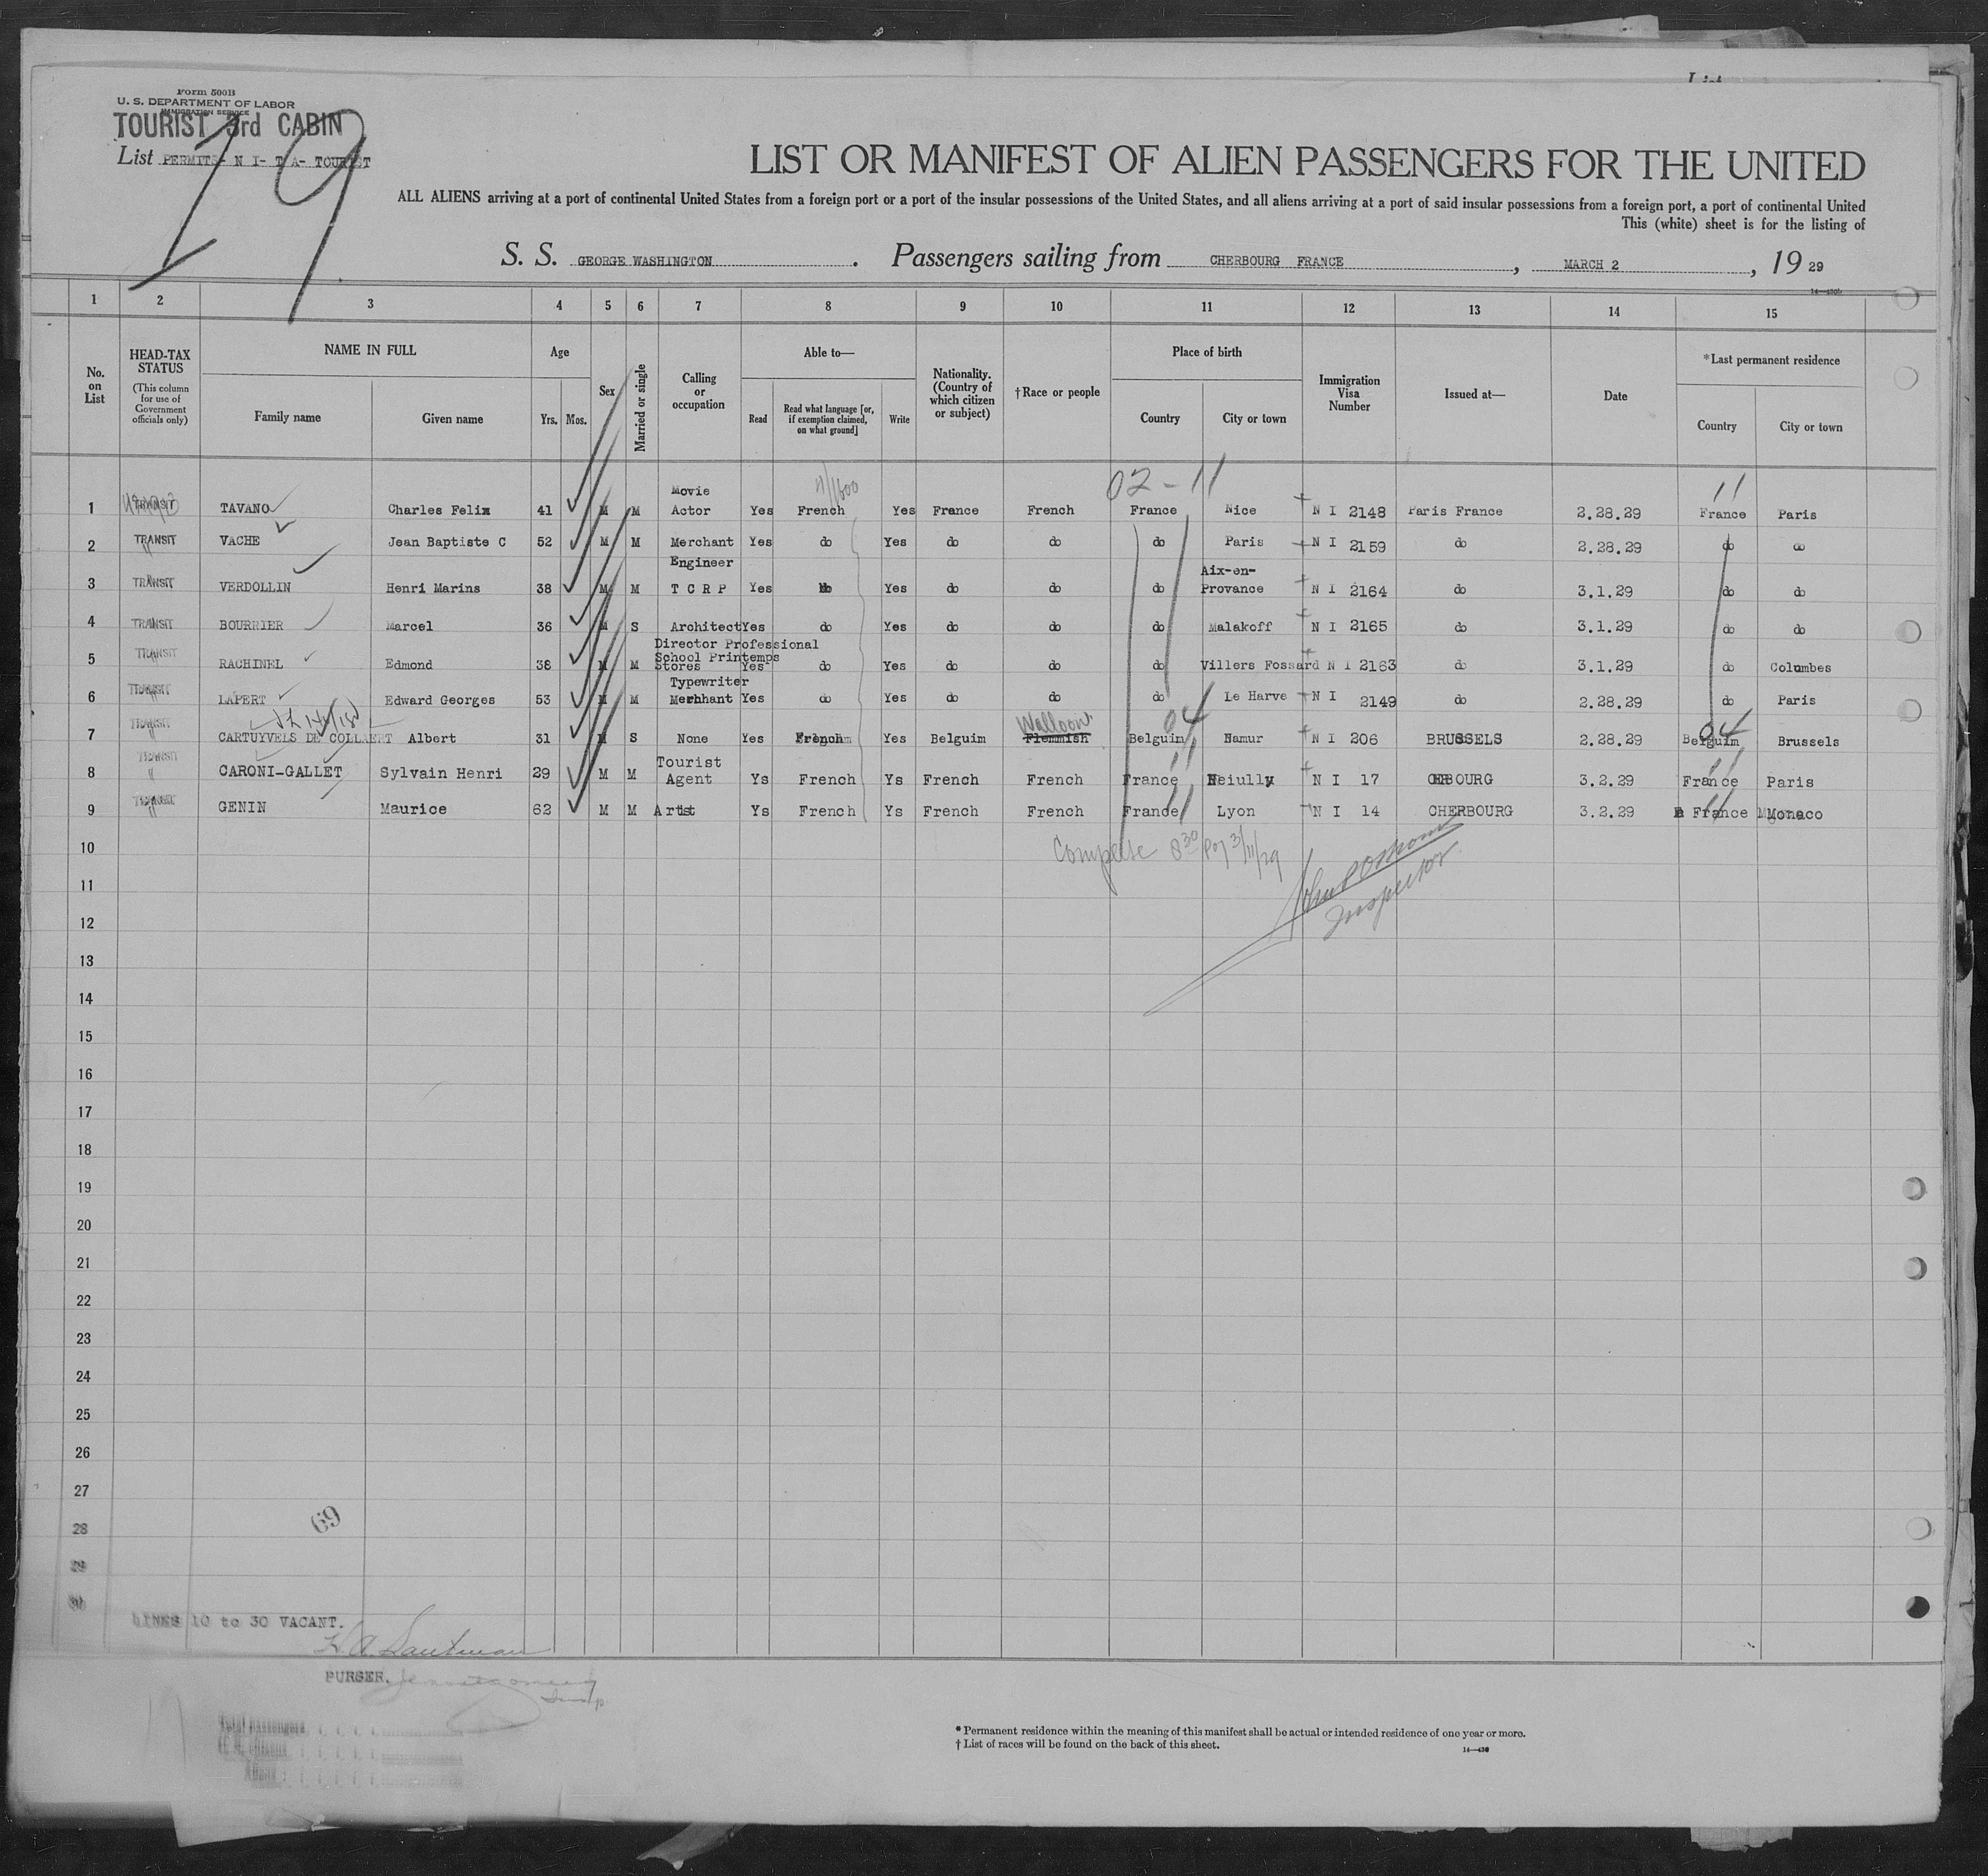 Form 500B
U. S. DEPARTMENT OF LABOR
IMMIGRATION SERVICE
TOURIST 3rd CABIN
List PERMITS- N I- T A- TOURIST
19
LIST OR MANIFEST OF ALIEN PASSENGERS FOR THE UNITED
ALL ALIENS arriving at a port of continental United States from a foreign port or a port of the insular possessions of the United States, and all aliens arriving at a port of said insular possessions from a foreign port, a port of continental United
This (white) sheet is for the listing of
S. S. GEORGE WASHINGTON . Passengers sailing from CHERBOURG FRANCE , MARCH 2 , 19 29
14—430b
1 2 3 4 5 6 7 8 9 10 11 12 13 14 15
No. on List
HEAD-TAX STATUS (This column for use of Government officials only)
NAME IN FULL
Family name
Given name
Age
Yrs.
Mos.
Sex
Married or single
Calling or occupation
Able to—
Read
Read what language [or, if exemption claimed, on what ground]
Write
Nationality. (Country of which citizen or subject)
†Race or people
Place of birth
Country
City or town
Immigration Visa Number
Issued at—
Date
*Last permanent residence
Country
City or town
02-11 11
1 TRANSIT TAVANO Charles Felix 41 M M Movie Actor Yes French Yes France French France Nice N I 2148 Paris France 2.28.29 France Paris
2 TRANSIT VACHE Jean Baptiste C 52 M M Merchant Yes do Yes do do do Paris N I 2159 do 2.28.29 do do
3 TRANSIT VERDOLLIN Henri Marins 38 M M Engineer T C R P Yes do Yes do do do Aix-en-Provance N I 2164 do 3.1.29 do do
4 TRANSIT BOURRIER Marcel 36 M S Architect Yes do Yes do do do Malakoff N I 2165 do 3.1.29 do do
5 TRANSIT RACHINEL Edmond 38 M M Director Professional School Printemps Stores Yes do Yes do do do Villers Fossard N I 2163 do 3.1.29 do Columbes
6 TRANSIT LAPERT Edward Georges 53 M M Typewriter Merhhant Yes do Yes do do do Le Harve N I 2149 do 2.28.29 do Paris
Walloon 04 04
7 TRANSIT CARTUYVELS DE COLLAERT Albert 31 M S None Yes French Yes Belguim Flemmish Belguim Namur N I 206 BRUSSELS 2.28.29 Belguim Brussels
11 11
8 TRANSIT CARONI-GALLET Sylvain Henri 29 M M Tourist Agent Ys French Ys French French France Neiully N I 17 CHBOURG 3.2.29 France Paris
11 11
9 TRANSIT GENIN Maurice 62 M M Artist Ys French Ys French French France Lyon N I 14 CHERBOURG 3.2.29 France Monaco
10
11
12
Inspector
13
14
15
16
17
18
19
20
21
22
23
24
25
26
27
28
29
30
69
LINES 10 to 30 VACANT.
PURSER.
Total passengers
U. S. citizens
Aliens
* Permanent residence within the meaning of this manifest shall be actual or intended residence of one year or more.
† List of races will be found on the back of this sheet.
14—430